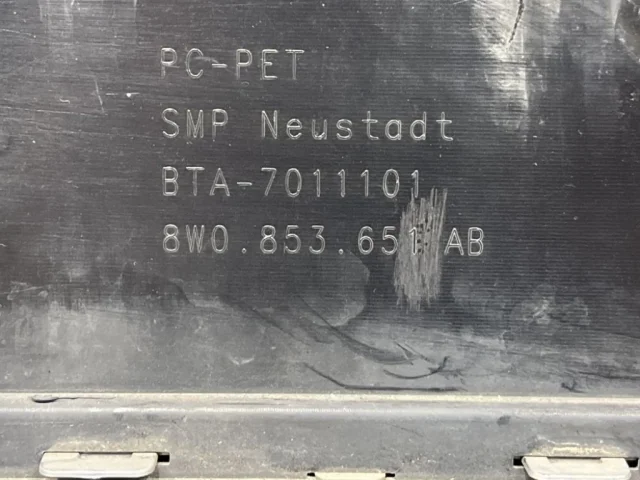 PC-PET
SMP Neustadt
BTA-7011101
8W0.853.651 AB